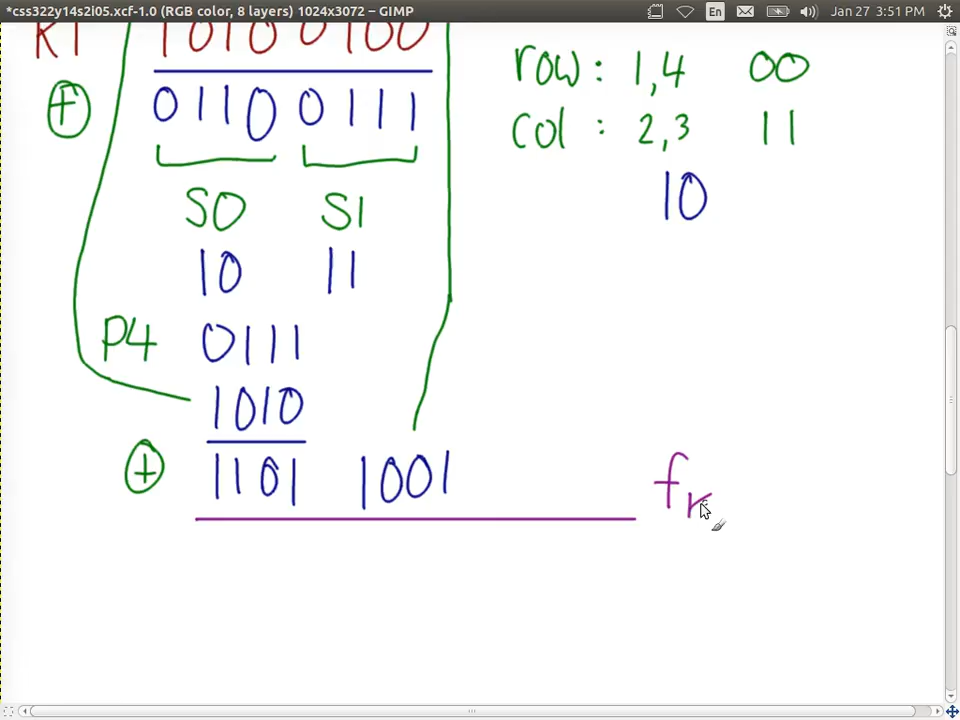 *css322y14s2i05.xcf-1.0 (RGB color, 8 layers) 1024x3072 – GIMP
En
Jan 27 3:51 PM
K1 1010 0100
⊕ 0110 0111
S0 S1
10 11
P4 0111
1010
⊕ 1101 1001
row : 1,4 00
col : 2,3 11
10
fK